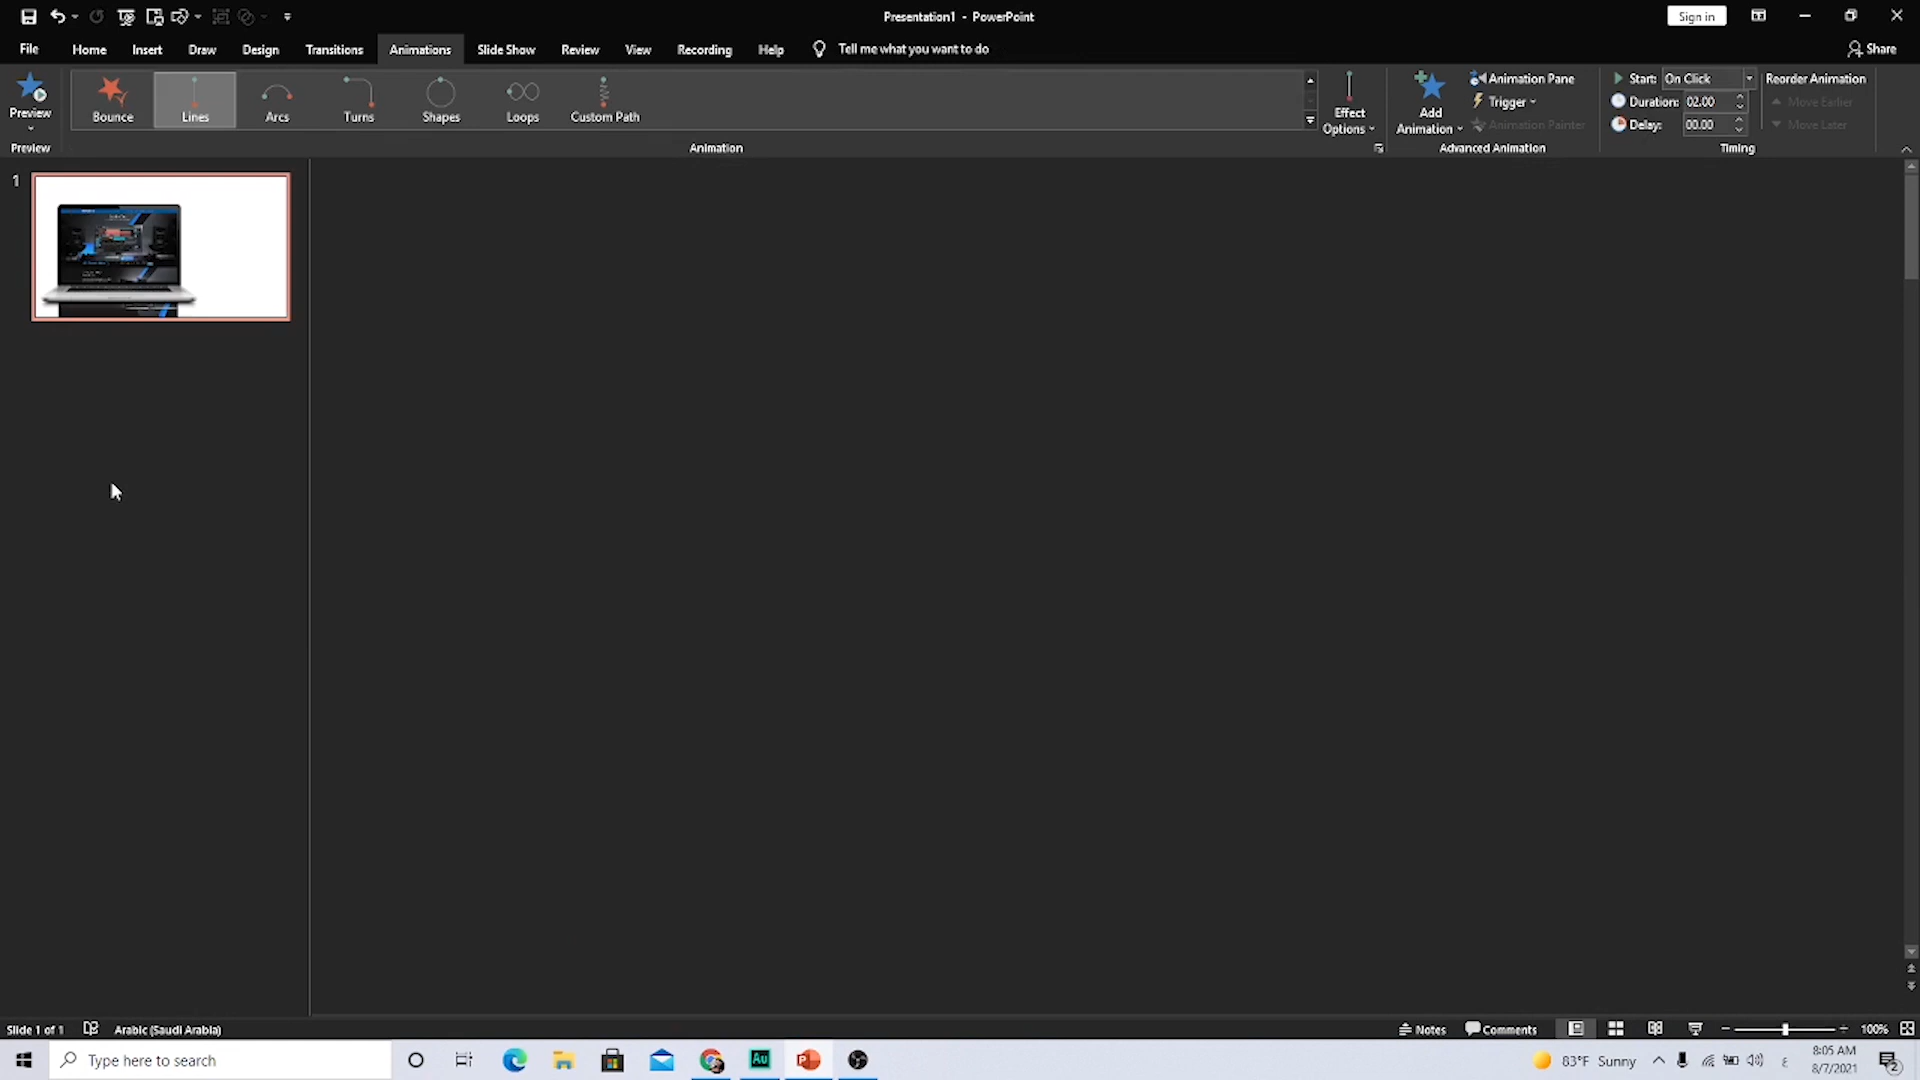 Presentation1 - PowerPoint
Sign in
File Home Insert Draw Design Transitions Animations Slide Show Review View Recording Help Tell me what you want to do Share
Preview
Bounce Lines Arcs Turns Shapes Loops Custom Path
Effect Options
Add Animation
Animation Pane
Trigger
Animation Painter
Start: On Click
Duration: 02.00
Delay: 00.00
Reorder Animation
Move Earlier
Move Later
Preview Animation Advanced Animation Timing
1
Slide 1 of 1 Arabic (Saudi Arabia) Notes Comments 100%
Type here to search Au 83°F Sunny ع 8:05 AM
8/7/2021 2